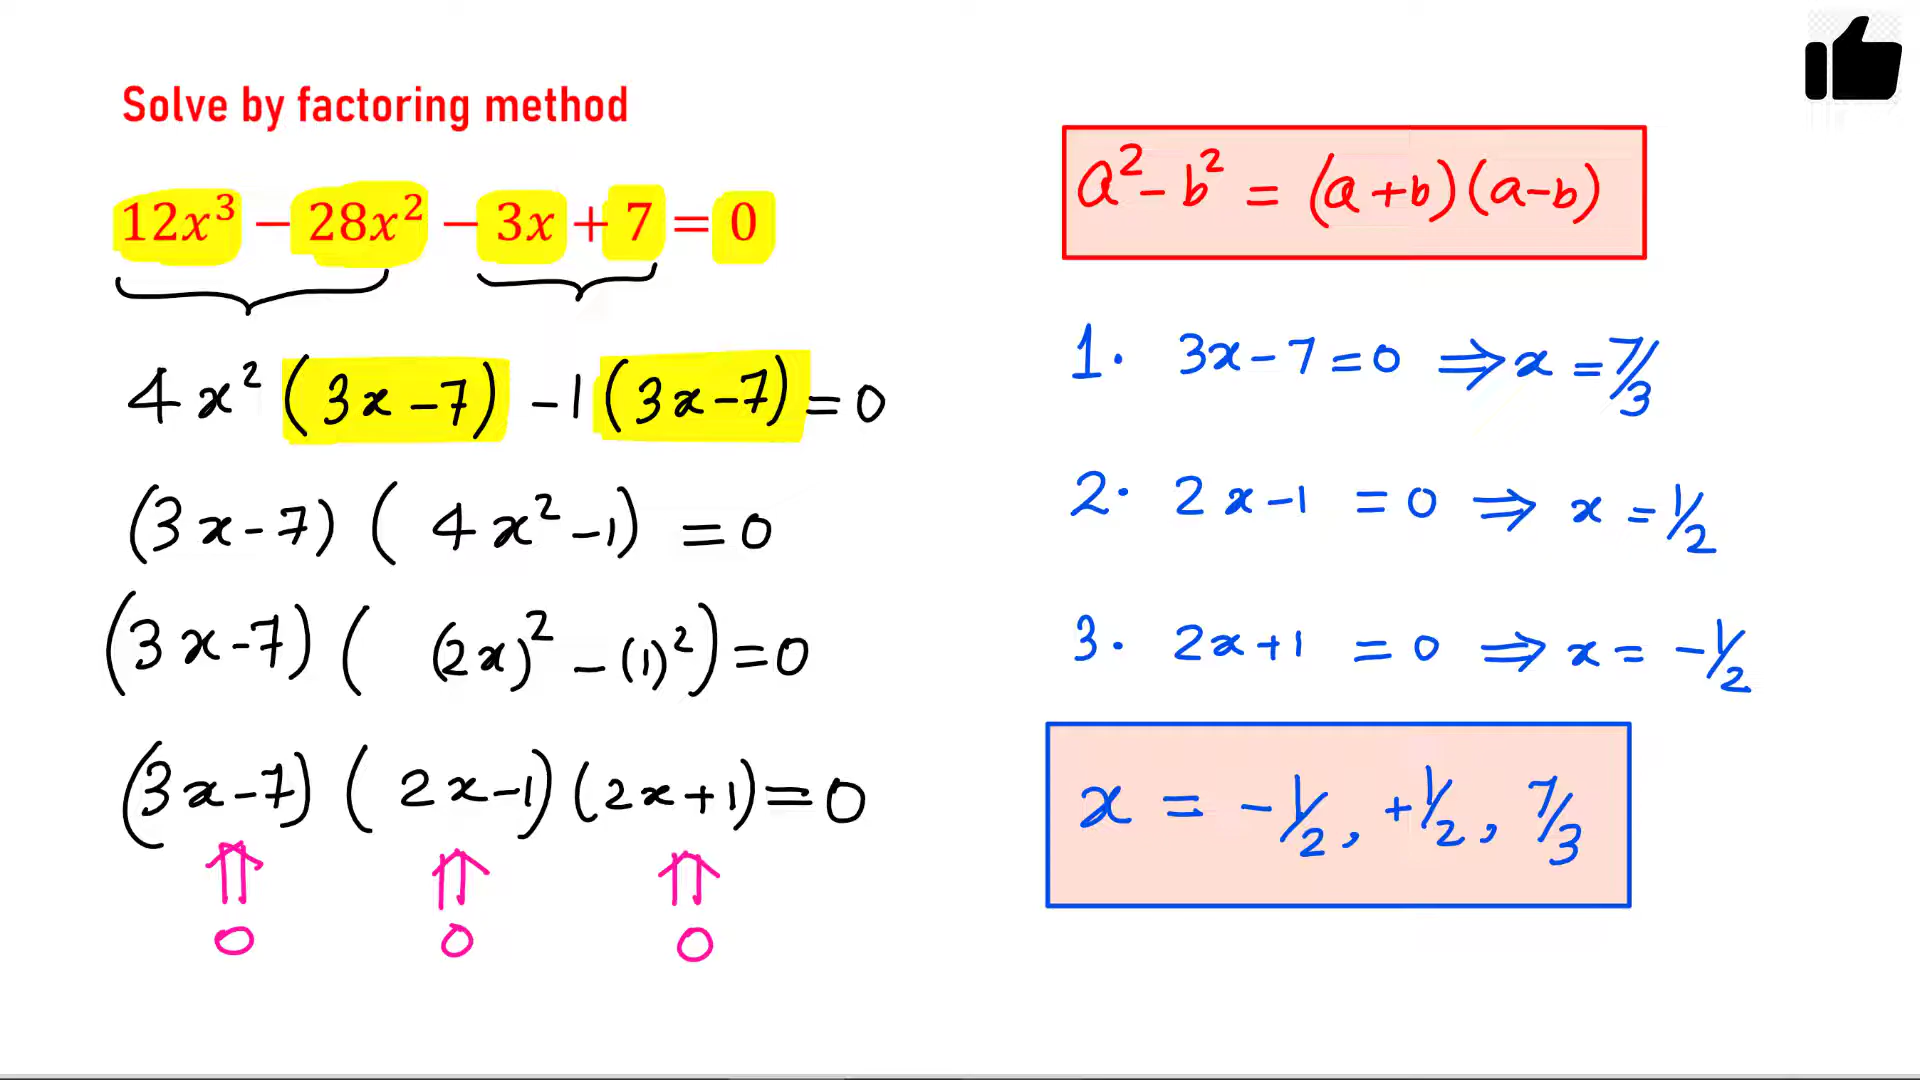 Solve by factoring method
12x³ − 28x² − 3x + 7 = 0
4x² (3x − 7) − 1 (3x − 7) = 0
(3x − 7) ( 4x² − 1) = 0
(3x − 7) ( (2x)² − (1)²) = 0
(3x − 7) ( 2x − 1) (2x + 1) = 0
0 0 0
a² − b² = (a + b) (a − b)
1. 3x − 7 = 0 ⇒ x = 7/3
2. 2x − 1 = 0 ⇒ x = 1/2
3. 2x + 1 = 0 ⇒ x = −1/2
x = −1/2, +1/2, 7/3